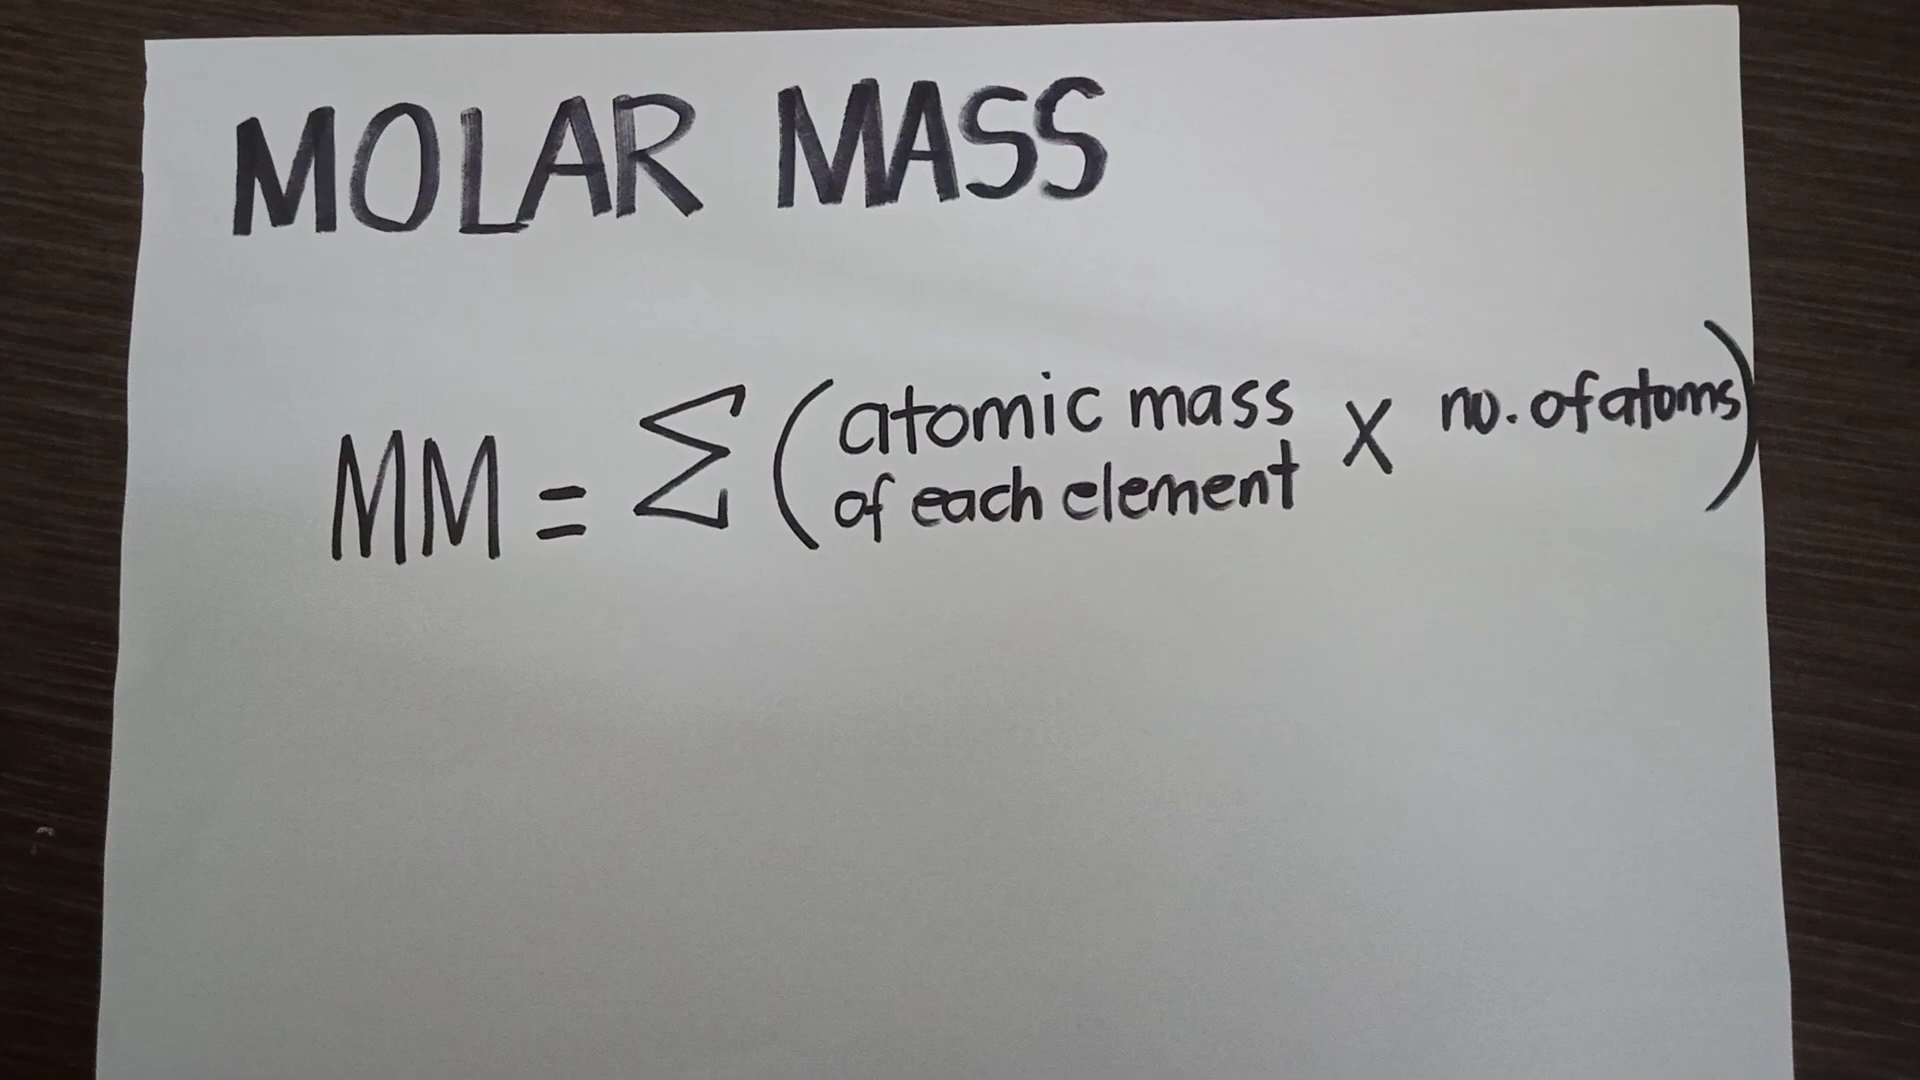 MOLAR MASS
MM = Σ (atomic mass of each element X no. of atoms)